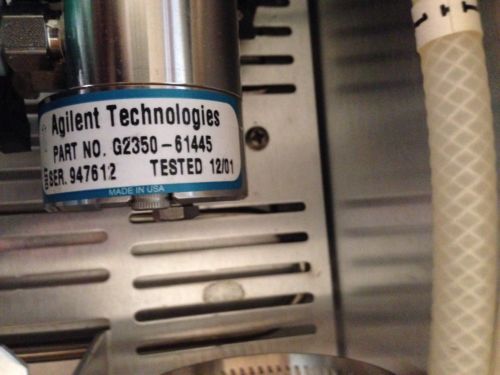 Agilent Technologies
PART NO. G2350-61445
SER. 947612 TESTED 12/01
MADE IN USA